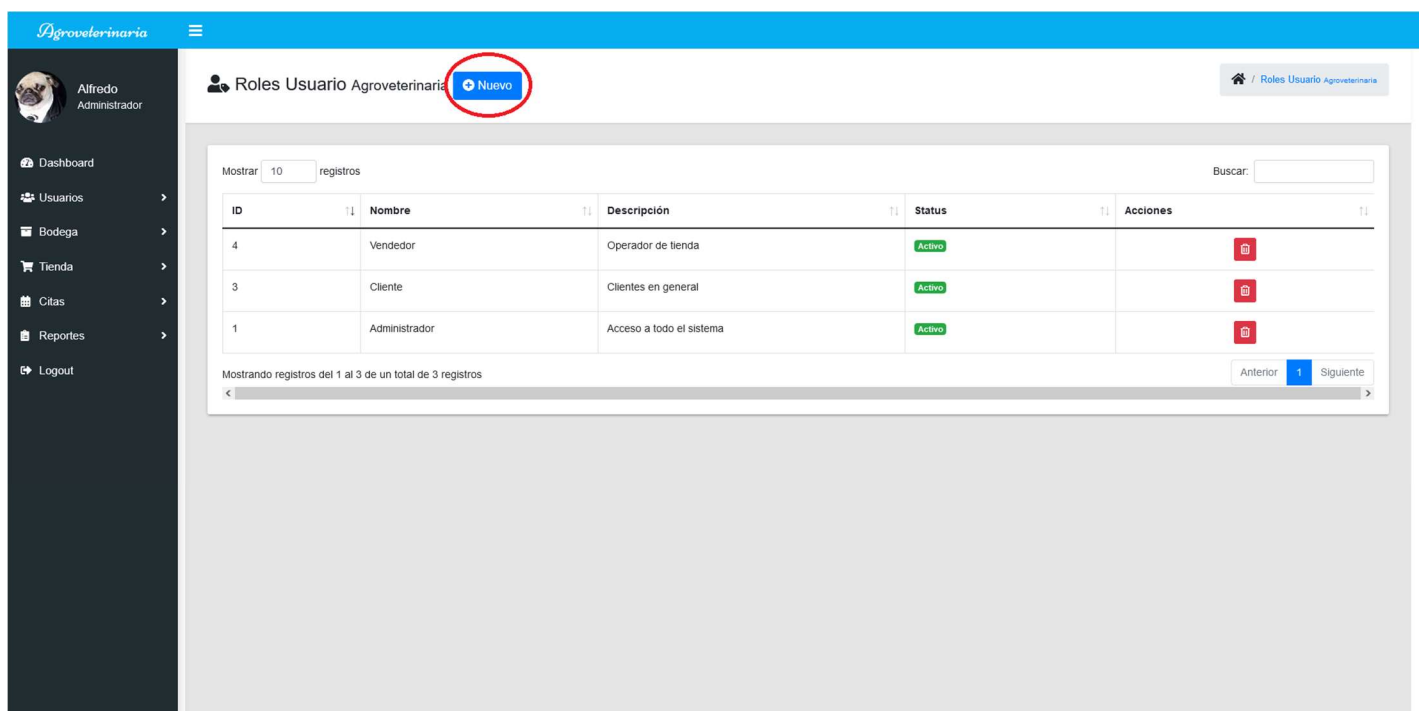 Agroveterinaria
Alfredo
Administrador
Dashboard
Usuarios
Bodega
Tienda
Citas
Reportes
Logout
Roles Usuario Agroveterinaria Nuevo
/ Roles Usuario Agroveterinaria
Mostrar 10 registros Buscar:
ID Nombre Descripción Status Acciones
4 Vendedor Operador de tienda Activo
3 Cliente Clientes en general Activo
1 Administrador Acceso a todo el sistema Activo
Mostrando registros del 1 al 3 de un total de 3 registros Anterior 1 Siguiente